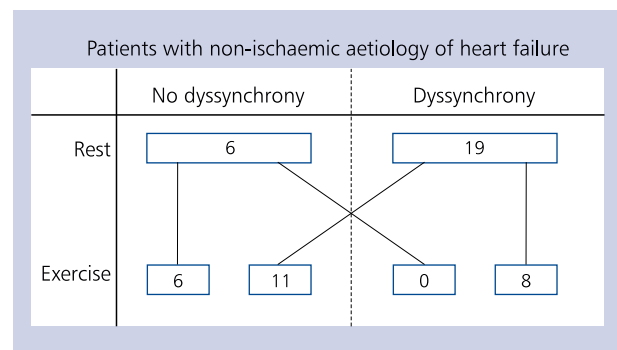 Patients with non-ischaemic aetiology of heart failure
No dyssynchrony Dyssynchrony
Rest 6 19
Exercise 6 11 0 8